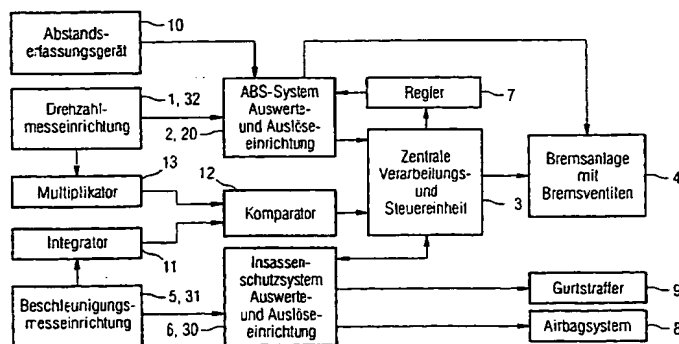 Abstands-
erfassungsgerät
10
Drehzahl-
messeinrichtung
1, 32
ABS-System
Auswerte-
und Auslöse-
einrichtung
2, 20
Regler
7
Multiplikator
13
12
Komparator
Zentrale
Verarbeitungs-
und
Steuereinheit
3
Bremsanlage
mit
Bremsventilen
4
Integrator
11
Beschleunigungs-
messeinrichtung
5, 31
Insassen-
schutzsystem
Auswerte-
und Auslöse-
einrichtung
6, 30
Gurtstraffer
9
Airbagsystem
8